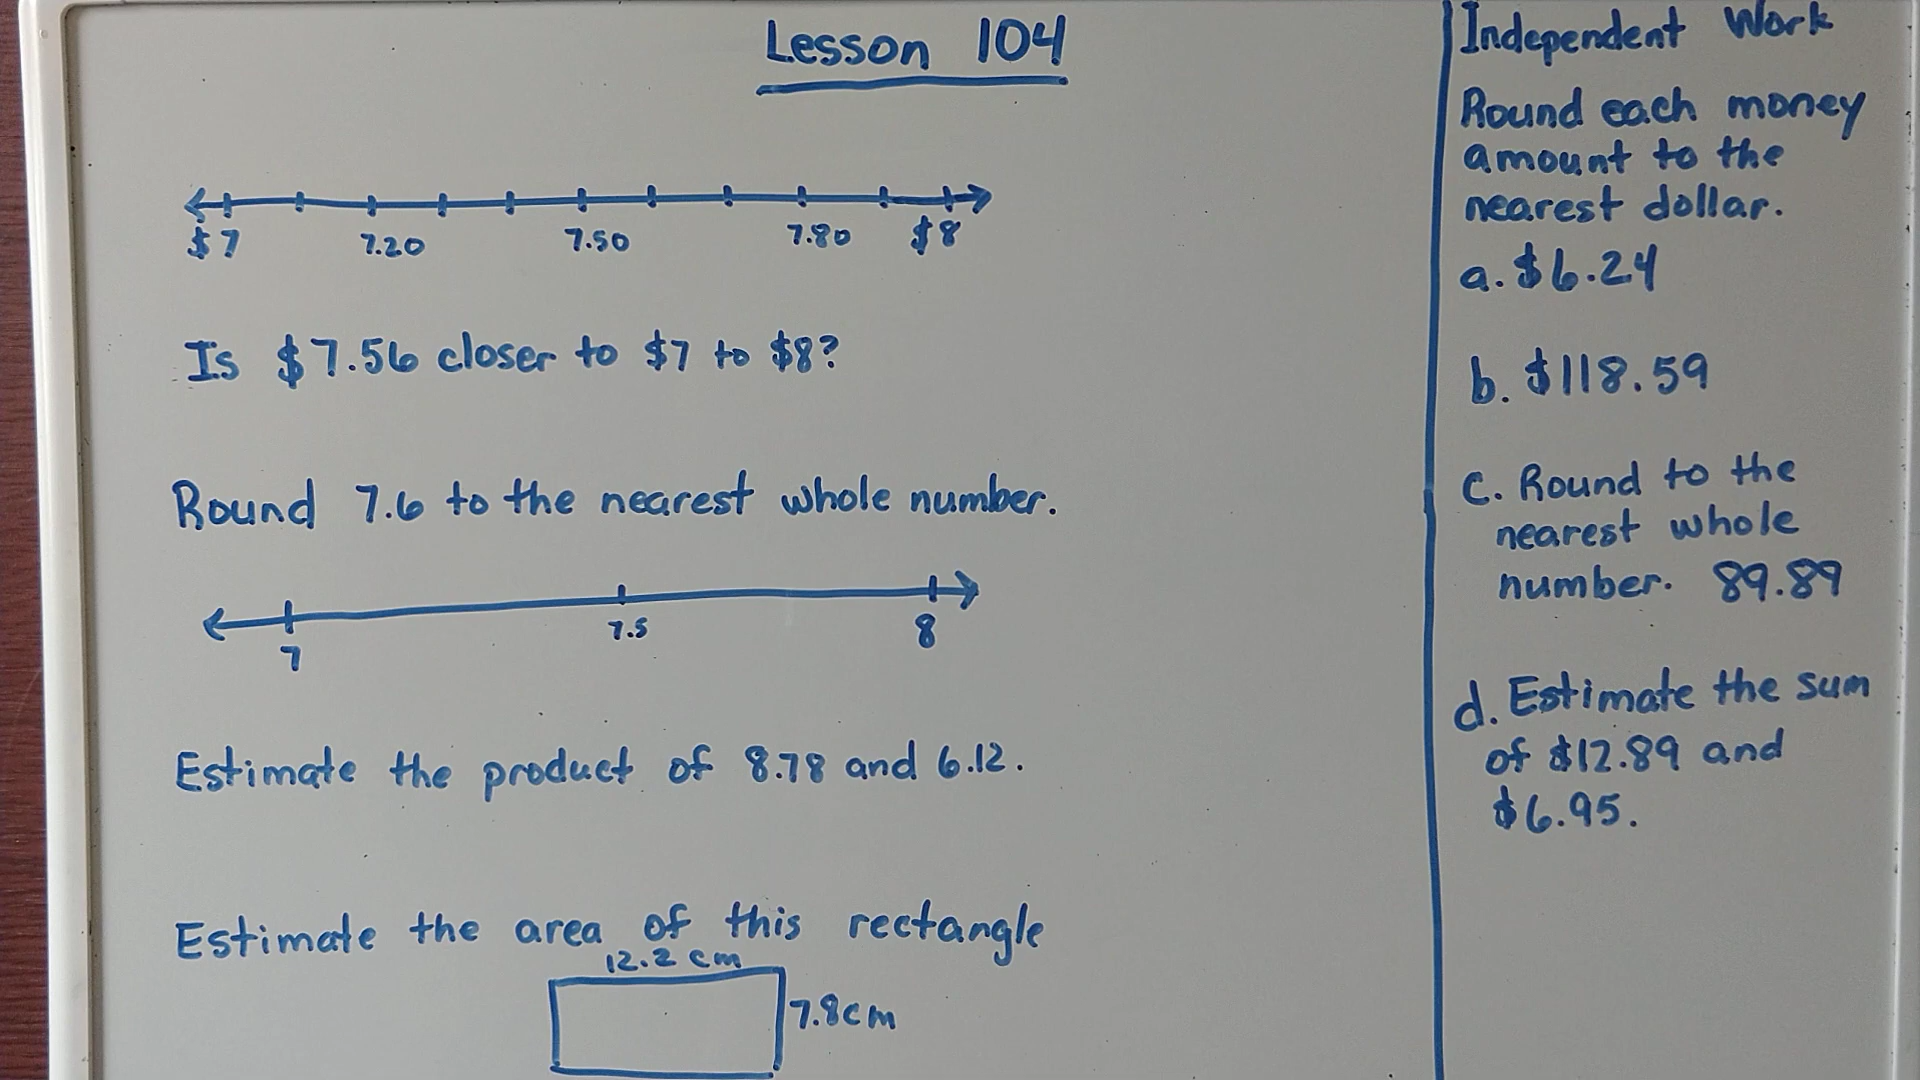 Lesson 104
$7 7.20 7.50 7.80 $8
Is $7.56 closer to $7 to $8?
Round 7.6 to the nearest whole number.
7 7.5 8
Estimate the product of 8.78 and 6.12.
Estimate the area of this rectangle
12.2 cm
7.8cm
Independent Work
Round each money
amount to the
nearest dollar.
a. $6.24
b. $118.59
c. Round to the
nearest whole
number. 89.89
d. Estimate the sum
of $12.89 and
$6.95.